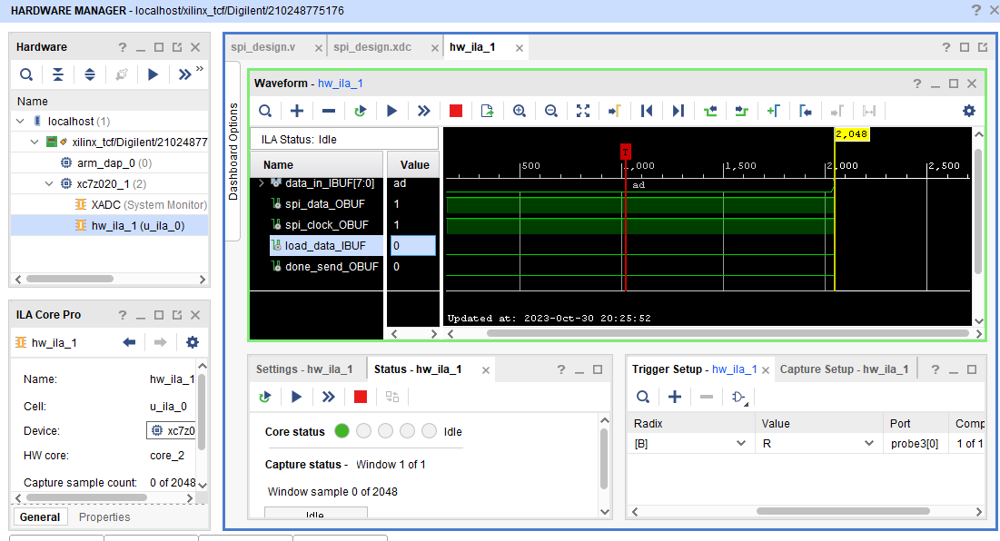 HARDWARE MANAGER - localhost/xilinx_tcf/Digilent/210248775176
Hardware
Name
localhost (1)
xilinx_tcf/Digilent/21024877
arm_dap_0 (0)
xc7z020_1 (2)
XADC (System Monitor)
hw_ila_1 (u_ila_0)
ILA Core Pro
hw_ila_1
Name: hw_ila_1
Cell: u_ila_0
Device: xc7z0
HW core: core_2
Capture sample count: 0 of 2048
General Properties
spi_design.v spi_design.xdc hw_ila_1
Dashboard Options
Waveform - hw_ila_1
ILA Status: Idle
Name Value
data_in_IBUF[7:0] ad
spi_data_OBUF 1
spi_clock_OBUF 1
load_data_IBUF 0
done_send_OBUF 0
2,048
T
500 1,000 1,500 2,000 2,500
ad
Updated at: 2023-Oct-30 20:25:52
Settings - hw_ila_1 Status - hw_ila_1
Core status Idle
Capture status - Window 1 of 1
Window sample 0 of 2048
Idle
Trigger Setup - hw_ila_1 Capture Setup - hw_ila_1
Radix Value Port Comp
[B] R probe3[0] 1 of 1